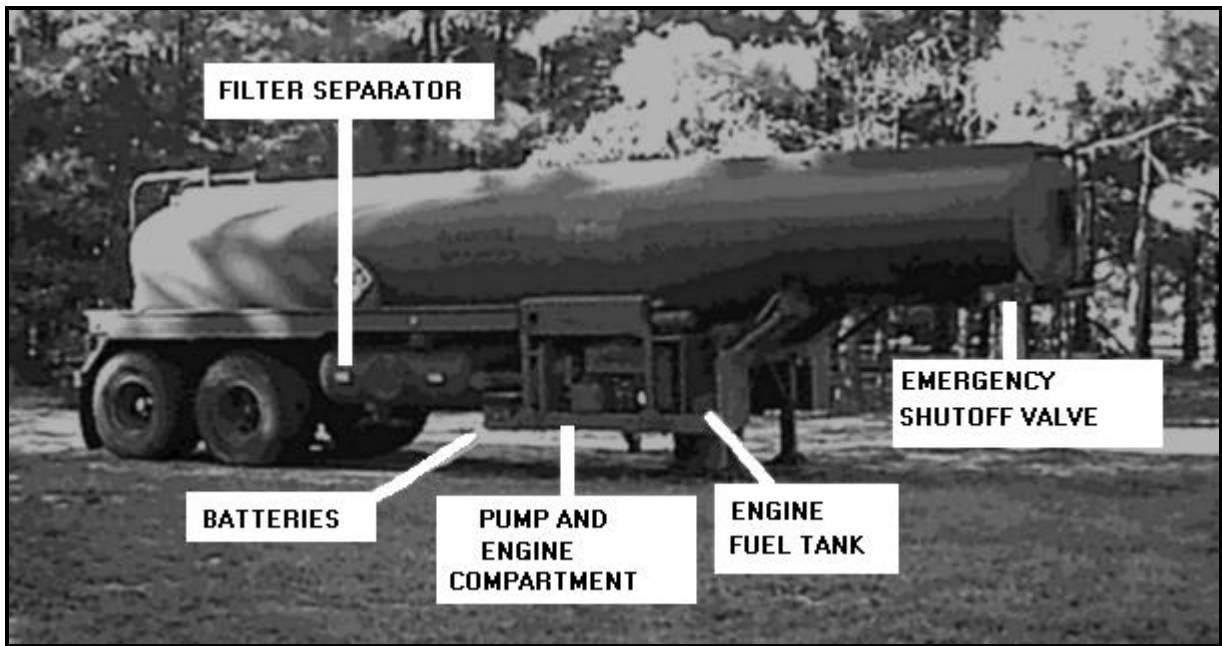 FILTER SEPARATOR
EMERGENCY
SHUTOFF VALVE
BATTERIES
PUMP AND
ENGINE
COMPARTMENT
ENGINE
FUEL TANK